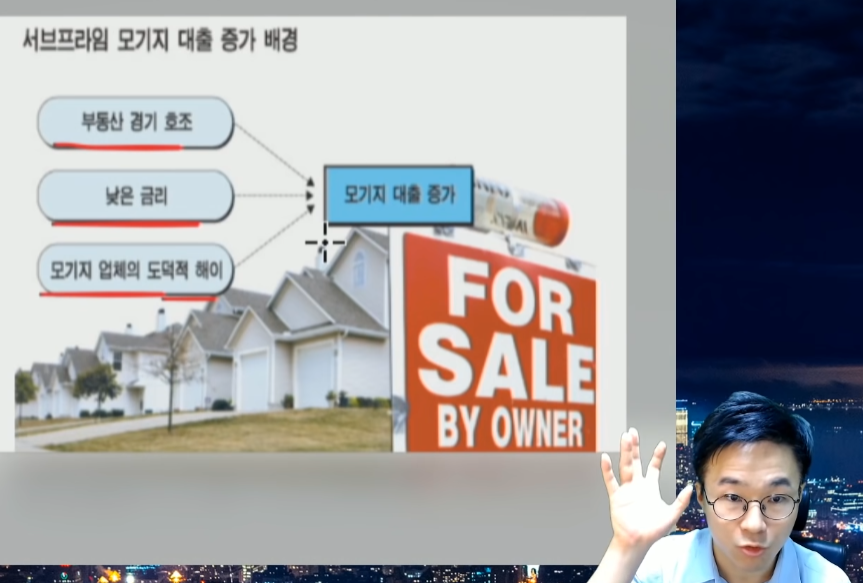 서브프라임 모기지 대출 증가 배경
부동산 경기 호조
낮은 금리
모기지 업체의 도덕적 해이
모기지 대출 증가
FOR
SALE
BY OWNER